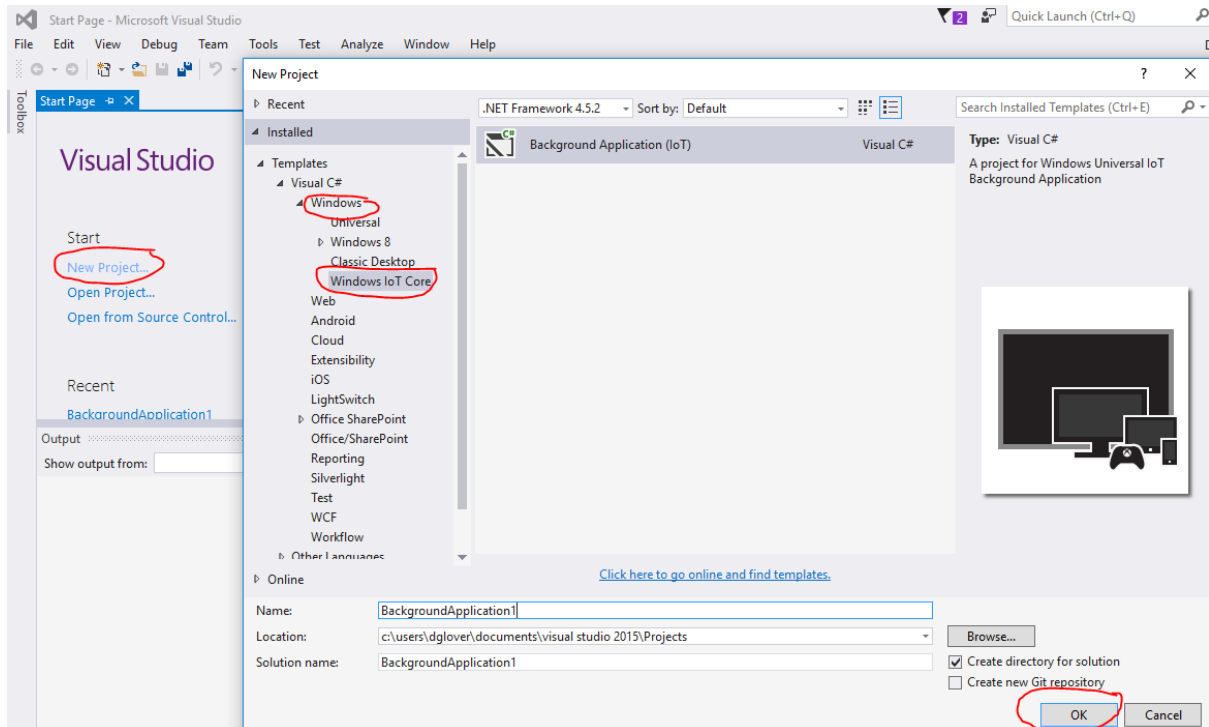 Start Page - Microsoft Visual Studio
2
Quick Launch (Ctrl+Q)
File Edit View Debug Team Tools Test Analyze Window Help
Toolbox
Start Page
Visual Studio
Start
New Project...
Open Project...
Open from Source Control...
Recent
BackgroundApplication1
Output
Show output from:
New Project
Recent
Installed
Templates
Visual C#
Windows
Universal
Windows 8
Classic Desktop
Windows IoT Core
Web
Android
Cloud
Extensibility
iOS
LightSwitch
Office SharePoint
Office/SharePoint
Reporting
Silverlight
Test
WCF
Workflow
Other Languages
Online
.NET Framework 4.5.2 Sort by: Default
C# Background Application (IoT) Visual C#
Click here to go online and find templates.
Search Installed Templates (Ctrl+E)
Type: Visual C#
A project for Windows Universal IoT
Background Application
Name: BackgroundApplication1
Location: c:\users\dglover\documents\visual studio 2015\Projects
Browse...
Solution name: BackgroundApplication1
Create directory for solution
Create new Git repository
OK Cancel